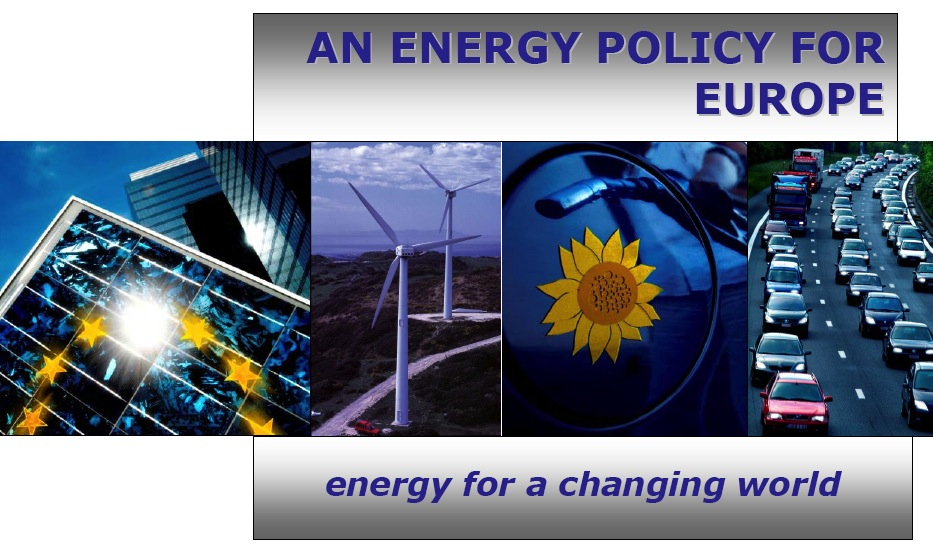 AN ENERGY POLICY FOR
EUROPE
energy for a changing world